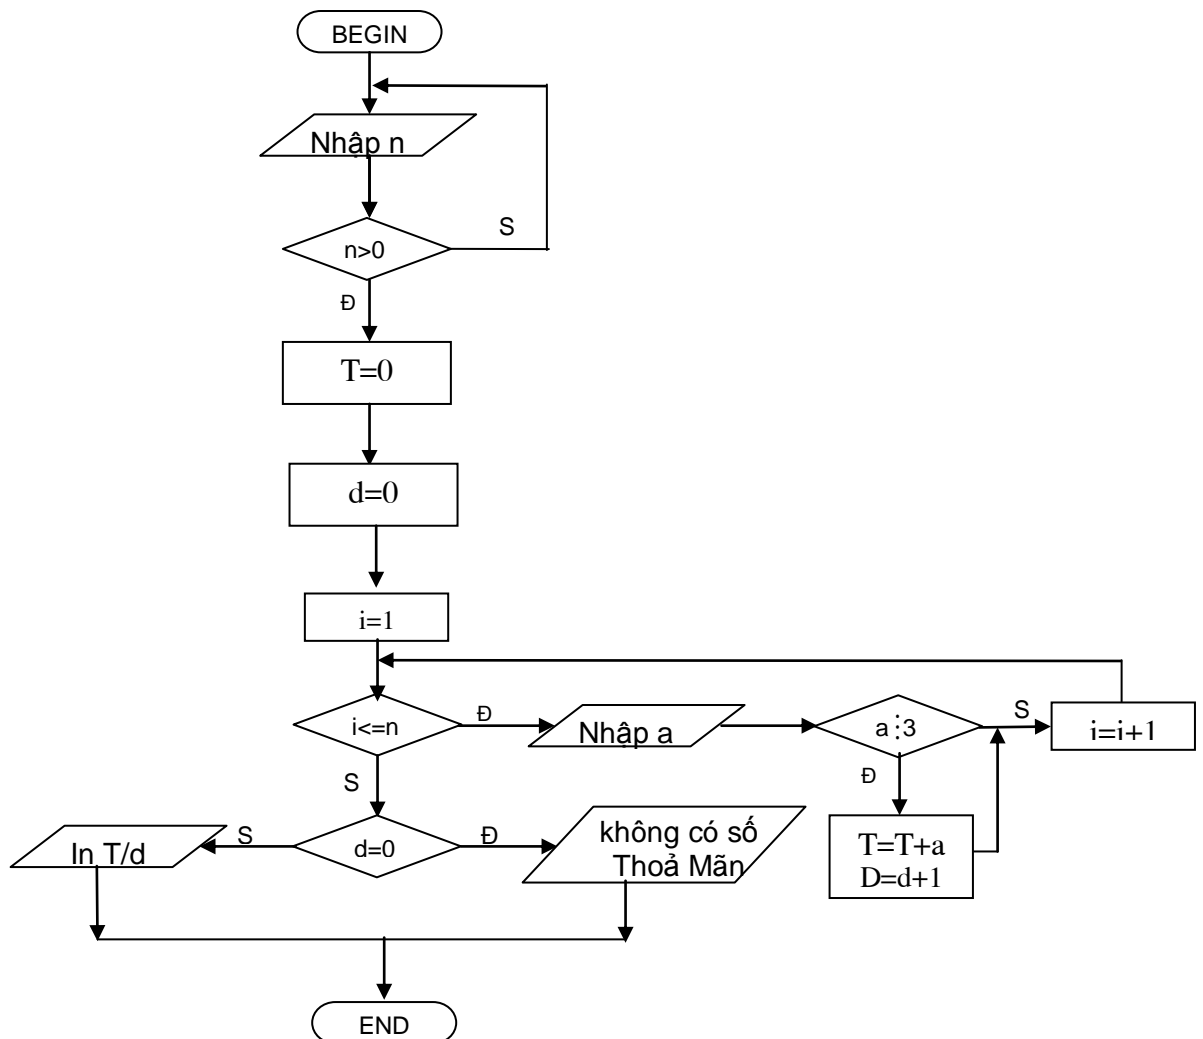 BEGIN
Nhập n
n>0
S
Đ
T=0
d=0
i=1
i<=n
Đ
Nhập a
a⋮3
S
i=i+1
Đ
T=T+a
D=d+1
S
d=0
S
In T/d
Đ
không có số
Thoả Mãn
END